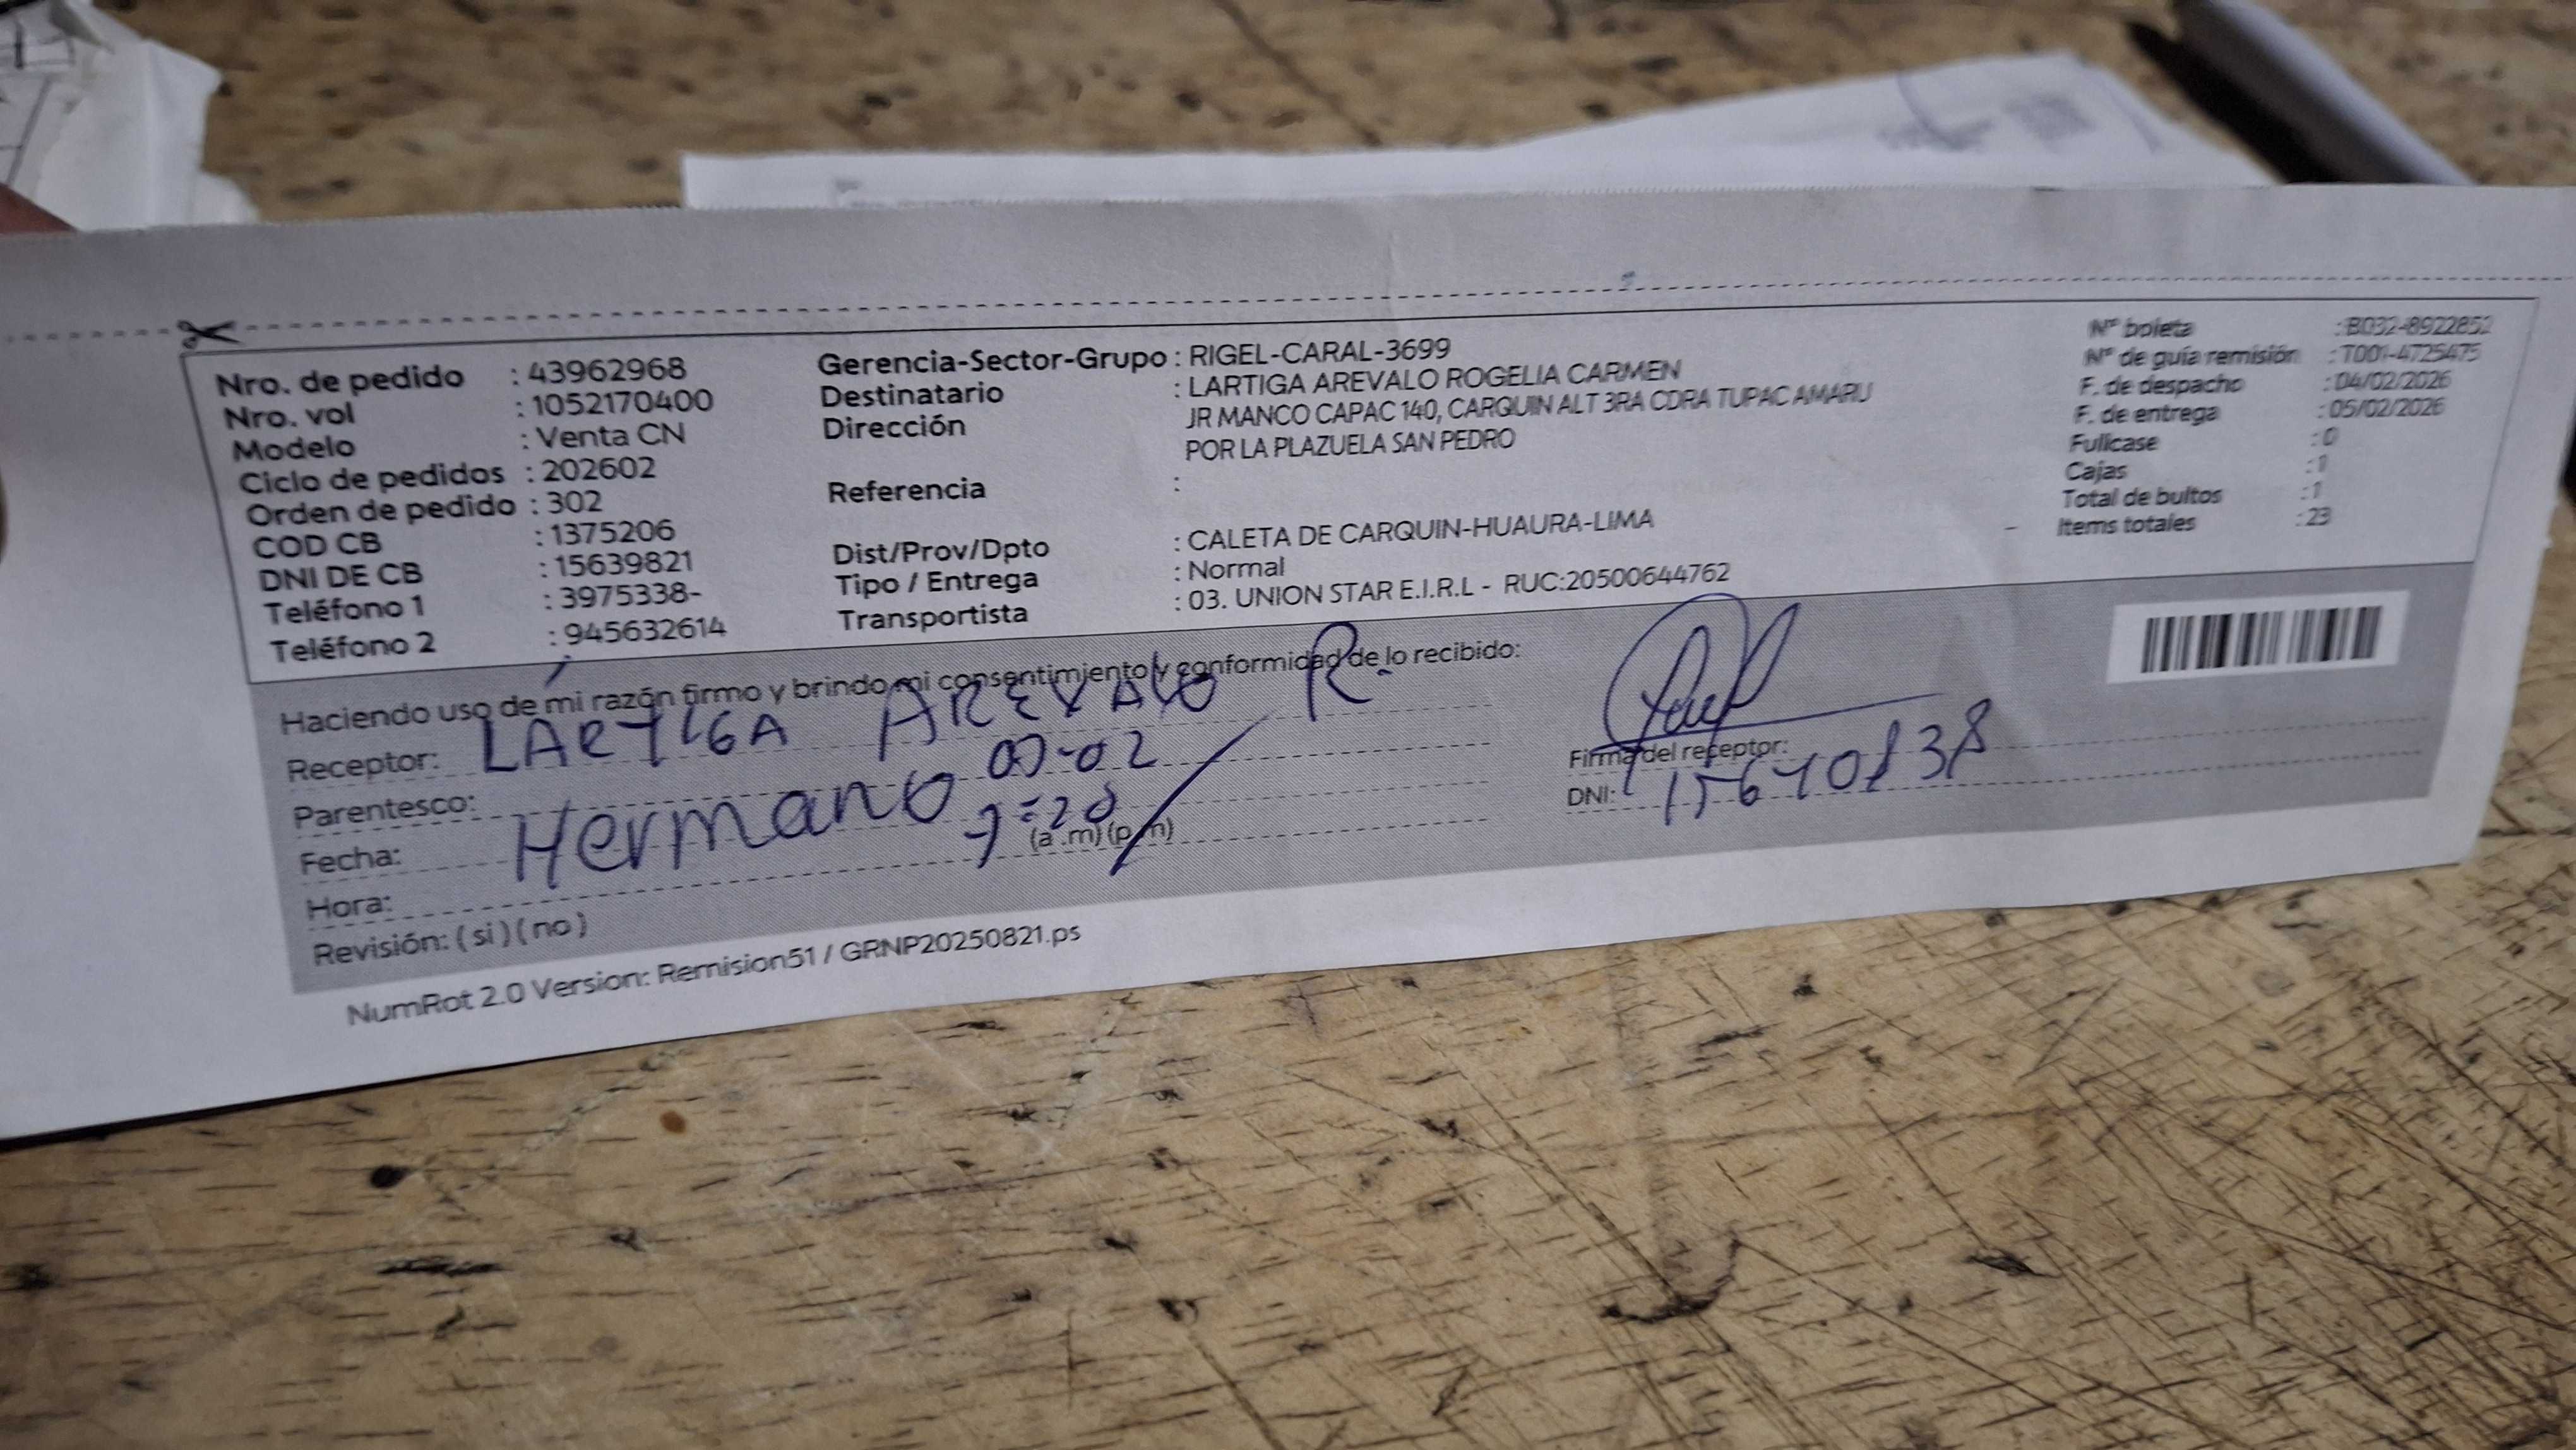 Nro. de pedido : 43962968
Nro. vol : 1052170400
Modelo : Venta CN
Ciclo de pedidos : 202602
Orden de pedido : 302
COD CB : 1375206
DNI DE CB : 15639821
Teléfono 1 : 3975338-
Teléfono 2 : 945632614
Gerencia-Sector-Grupo : RIGEL-CARAL-3699
Destinatario : LARTIGA AREVALO ROGELIA CARMEN
Dirección JR MANCO CAPAC 140, CARQUIN ALT 3RA CDRA TUPAC AMARU
POR LA PLAZUELA SAN PEDRO
Referencia :
Dist/Prov/Dpto : CALETA DE CARQUIN-HUAURA-LIMA
Tipo / Entrega : Normal
Transportista : 03. UNION STAR E.I.R.L - RUC:20500644762
Nº boleta : B032-8922852
Nº de guía remisión : T001-4725475
F. de despacho : 04/02/2026
F. de entrega : 05/02/2026
Fullcase : 0
Cajas : 1
Total de bultos : 1
Items totales : 23
Haciendo uso de mi razón firmo y brindo mi consentimiento y conformidad de lo recibido:
Receptor: LARTIGA AREVALO R.
Parentesco: Hermano
Fecha:
Hora: (a.m) (p.m)
Revisión: ( si ) ( no )
Firma del receptor:
DNI:
NumRot 2.0 Version: Remision51 / GRNP20250821.ps